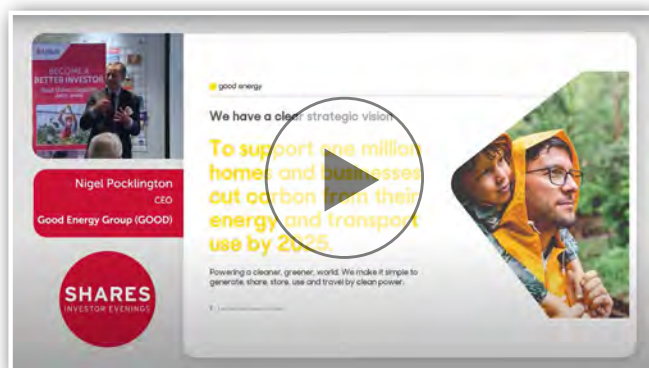 BECOME A
BETTER INVESTOR
Nigel Pocklington
CEO
Good Energy Group (GOOD)
SHARES
INVESTOR EVENINGS
good energy
We have a clear strategic vision
To support one million
homes and businesses
cut carbon from their
energy and transport
use by 2025.
Powering a cleaner, greener, world. We make it simple to
generate, share, store, use and travel by clean power.